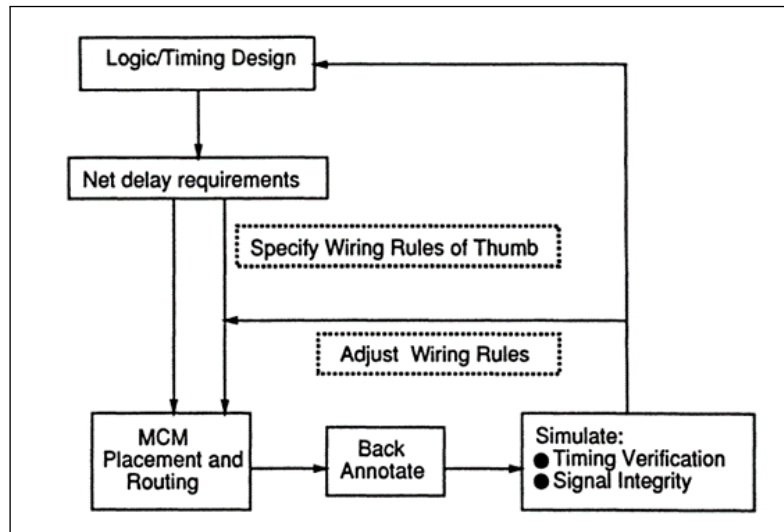 Logic/Timing Design
Net delay requirements
Specify Wiring Rules of Thumb
Adjust Wiring Rules
MCM
Placement and
Routing
Back
Annotate
Simulate:
● Timing Verification
● Signal Integrity